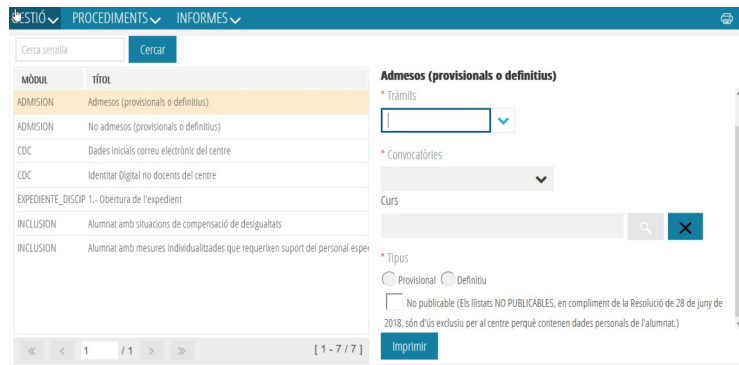 GESTIÓ PROCEDIMENTS INFORMES
Cerca senzilla Cercar
MÒDUL TÍTOL
ADMISION Admesos (provisionals o definitius)
ADMISION No admesos (provisionals o definitius)
CDC Dades inicials correu electrònic del centre
CDC Identitat Digital no docents del centre
EXPEDIENTE_DISCIP 1.- Obertura de l'expedient
INCLUSION Alumnat amb situacions de compensació de desigualtats
INCLUSION Alumnat amb mesures individualitzades que requerixen suport del personal espe
« < 1 / 1 > » [ 1 - 7 / 7 ]
Admesos (provisionals o definitius)
* Tràmits
* Convocatòries
Curs
* Tipus
Provisional Definitiu
No publicable (Els llistats NO PUBLICABLES, en compliment de la Resolució de 28 de juny de
2018, són d'ús exclusiu per al centre perquè contenen dades personals de l'alumnat.)
Imprimir